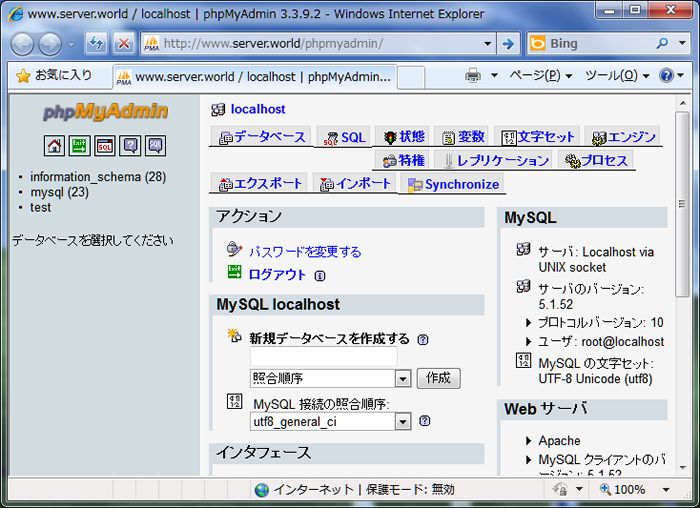 www.server.world / localhost | phpMyAdmin 3.3.9.2 - Windows Internet Explorer
http://www.server.world/phpmyadmin/
Bing
お気に入り
www.server.world / localhost | phpMyAdmin...
ページ(P)
ツール(O)
phpMyAdmin
information_schema (28)
mysql (23)
test
データベースを選択してください
localhost
データベース SQL 状態 変数 文字セット エンジン
特権 レプリケーション プロセス
エクスポート インポート Synchronize
アクション
パスワードを変更する
ログアウト
MySQL localhost
新規データベースを作成する
照合順序
作成
MySQL 接続の照合順序:
utf8_general_ci
インタフェース
MySQL
サーバ: Localhost via
UNIX socket
サーバのバージョン:
5.1.52
プロトコルバージョン: 10
ユーザ: root@localhost
MySQL の文字セット:
UTF-8 Unicode (utf8)
Web サーバ
Apache
MySQL クライアントのバ
ージョン: 5.1.52
インターネット | 保護モード: 無効
100%